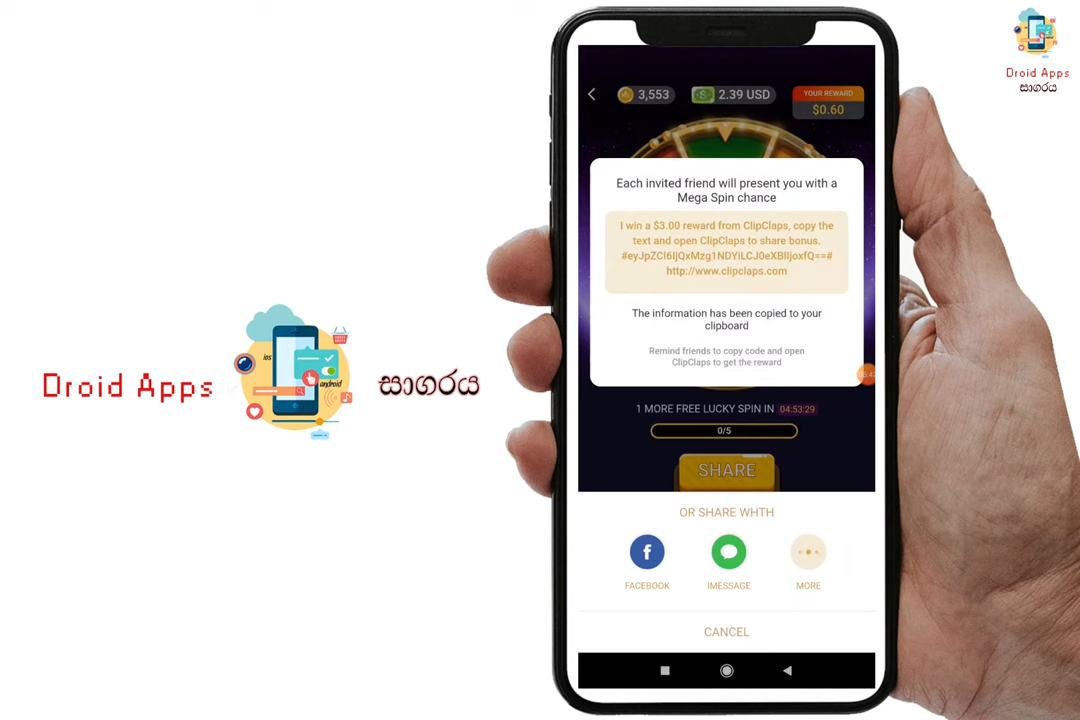 Droid Apps
සාගරය
3,553
2.39 USD
YOUR REWARD
$0.60
Each invited friend will present you with a
Mega Spin chance
I win a $3.00 reward from ClipClaps, copy the
text and open ClipClaps to share bonus.
#eyJpZCI6IjQxMzg1NDYiLCJ0eXBlIjoxfQ==#
http://www.clipclaps.com
The information has been copied to your
clipboard
Remind friends to copy code and open
ClipClaps to get the reward
1 MORE FREE LUCKY SPIN IN 04:53:29
0/5
SHARE
OR SHARE WHTH
FACEBOOK
IMESSAGE
MORE
CANCEL
Droid Apps
ios
android
සාගරය